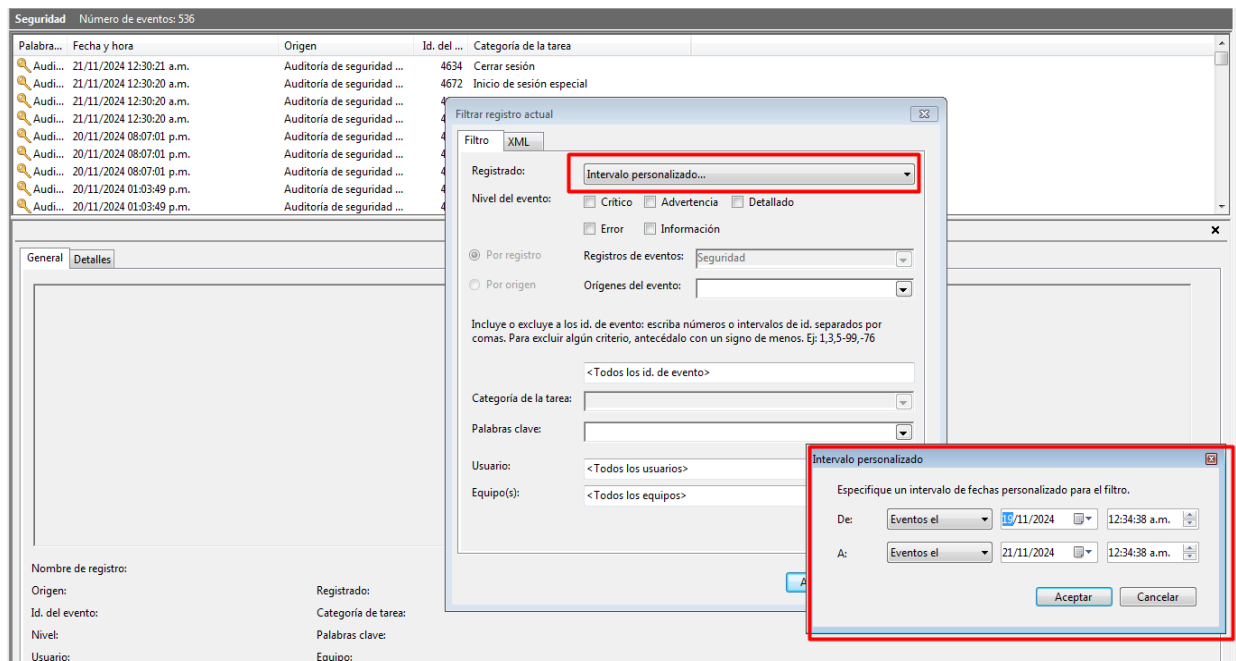 Seguridad Número de eventos: 536
Palabra... Fecha y hora Origen Id. del ... Categoría de la tarea
Audi... 21/11/2024 12:30:21 a.m. Auditoría de seguridad ... 4634 Cerrar sesión
Audi... 21/11/2024 12:30:20 a.m. Auditoría de seguridad ... 4672 Inicio de sesión especial
Audi... 21/11/2024 12:30:20 a.m. Auditoría de seguridad ... 4
Audi... 21/11/2024 12:30:20 a.m. Auditoría de seguridad ... 4
Audi... 20/11/2024 08:07:01 p.m. Auditoría de seguridad ... 4
Audi... 20/11/2024 08:07:01 p.m. Auditoría de seguridad ... 4
Audi... 20/11/2024 08:07:01 p.m. Auditoría de seguridad ... 4
Audi... 20/11/2024 01:03:49 p.m. Auditoría de seguridad ... 4
Audi... 20/11/2024 01:03:49 p.m. Auditoría de seguridad ... 4
General Detalles
Nombre de registro:
Origen: Registrado:
Id. del evento: Categoría de tarea:
Nivel: Palabras clave:
Usuario: Equipo:
Filtrar registro actual
Filtro XML
Registrado: Intervalo personalizado...
Nivel del evento: Crítico Advertencia Detallado
Error Información
Por registro Registros de eventos: Seguridad
Por origen Orígenes del evento:
Incluye o excluye a los id. de evento: escriba números o intervalos de id. separados por
comas. Para excluir algún criterio, antecédalo con un signo de menos. Ej: 1,3,5-99,-76
<Todos los id. de evento>
Categoría de la tarea:
Palabras clave:
Usuario: <Todos los usuarios>
Equipo(s): <Todos los equipos>
A
Intervalo personalizado
Especifique un intervalo de fechas personalizado para el filtro.
De: Eventos el 19/11/2024 12:34:38 a.m.
A: Eventos el 21/11/2024 12:34:38 a.m.
Aceptar Cancelar